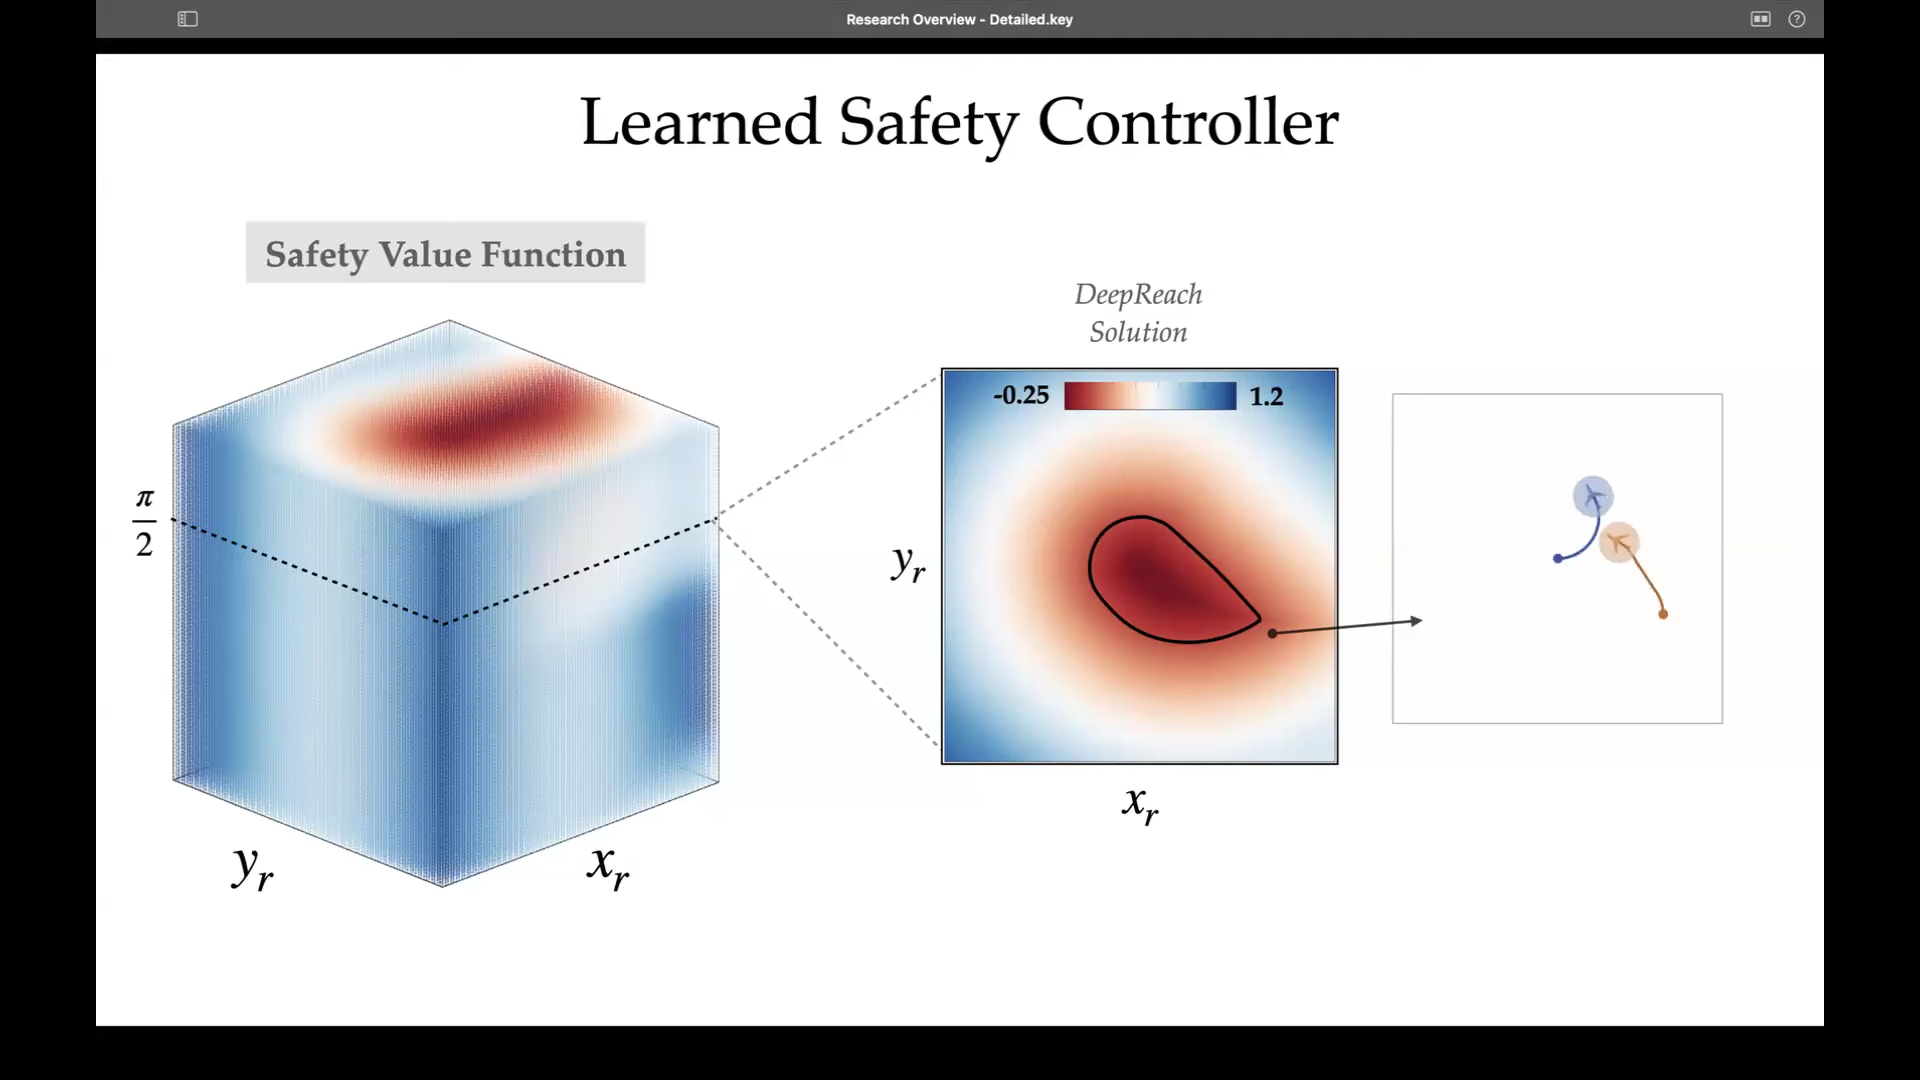 Research Overview - Detailed.key
Learned Safety Controller
Safety Value Function
DeepReach
Solution
-0.25
1.2
π
2
y_r
x_r
y_r
x_r